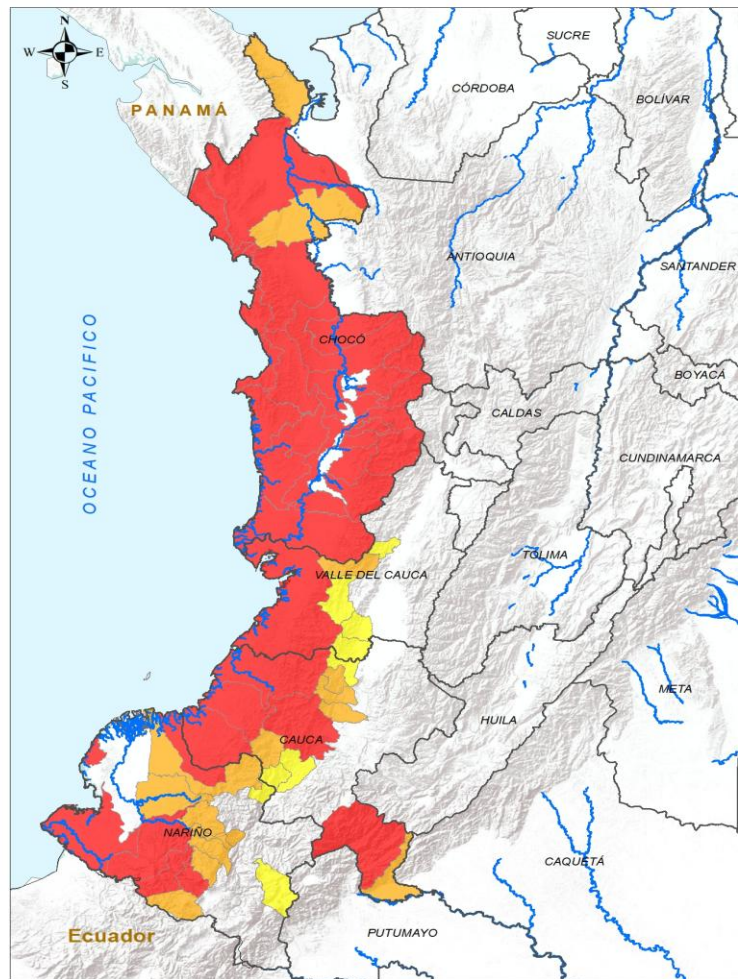 N
W E
S
SUCRE
CÓRDOBA
BOLÍVAR
PANAMÁ
ANTIOQUIA
SANTANDER
OCEANO PACIFICO
CHOCÓ
BOYACÁ
CALDAS
CUNDINAMARCA
TOLIMA
VALLE DEL CAUCA
META
HUILA
CAUCA
NARIÑO
CAQUETÁ
Ecuador
PUTUMAYO